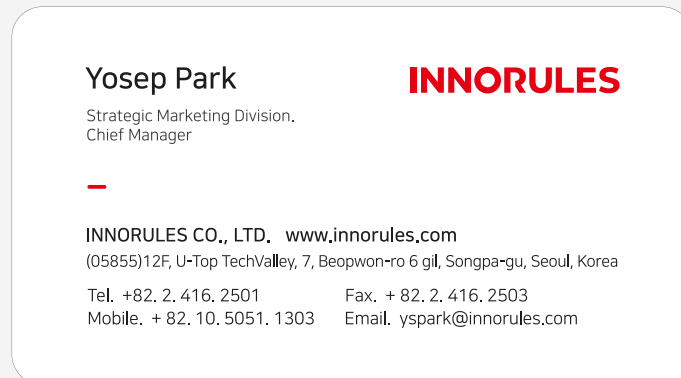 Yosep Park
INNORULES
Strategic Marketing Division.
Chief Manager
INNORULES CO., LTD. www.innorules.com
(05855)12F, U-Top TechValley, 7, Beopwon-ro 6 gil, Songpa-gu, Seoul, Korea
Tel. +82. 2. 416. 2501 Fax. + 82. 2. 416. 2503
Mobile. + 82. 10. 5051. 1303 Email. yspark@innorules.com